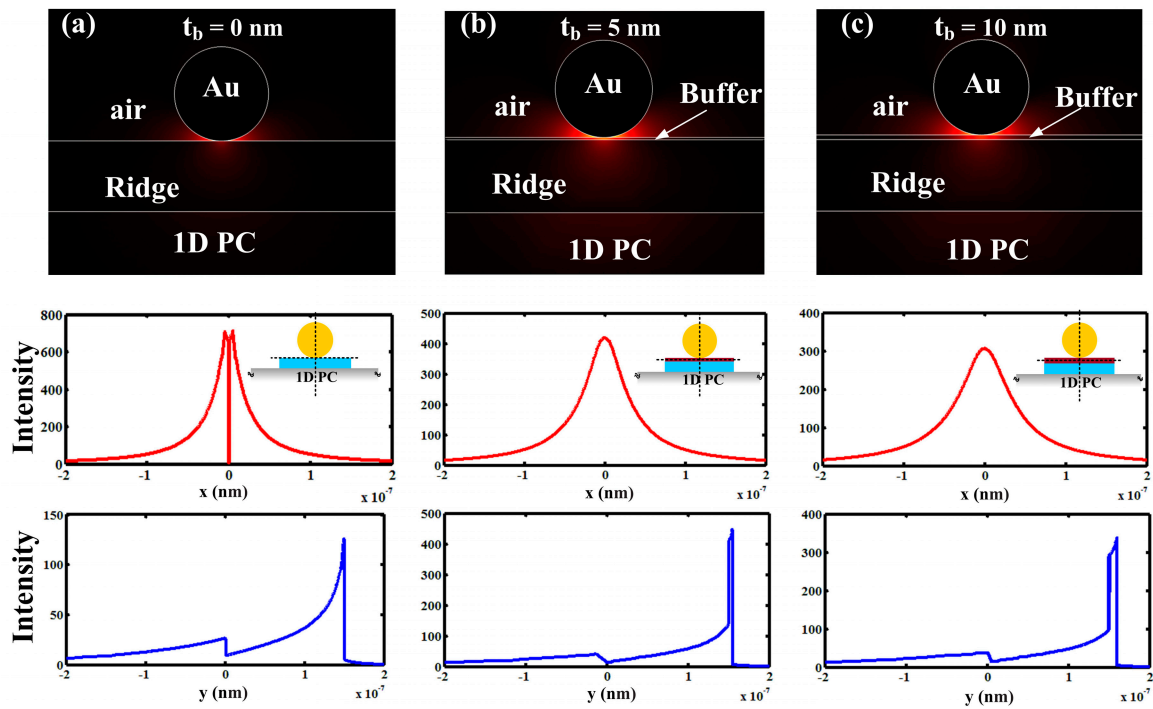 (a) t_b = 0 nm
Au
air
Ridge
1D PC
(b) t_b = 5 nm
Au
air
Buffer
Ridge
1D PC
(c) t_b = 10 nm
Au
air
Buffer
Ridge
1D PC
Intensity
800
600
400
200
0
-2 -1 0 1 2
x (nm) x 10^-7
1D PC
500
400
300
200
100
0
-2 -1 0 1 2
x (nm) x 10^-7
1D PC
400
300
200
100
0
-2 -1 0 1 2
x (nm) x 10^-7
1D PC
Intensity
150
100
50
25
0
-2 -1 0 1 2
y (nm) x 10^-7
500
400
300
200
100
0
-2 -1 0 1 2
y (nm) x 10^-7
400
300
200
100
0
-2 -1 0 1 2
y (nm) x 10^-7